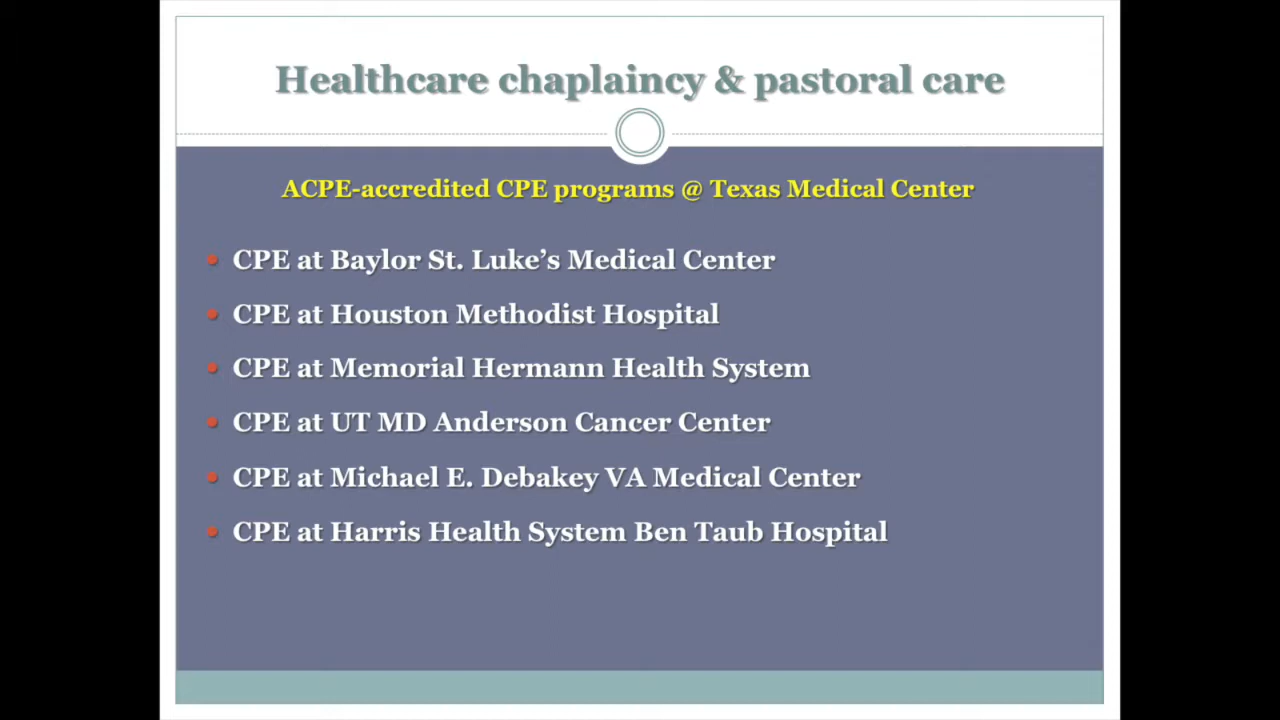 Healthcare chaplaincy & pastoral care
ACPE-accredited CPE programs @ Texas Medical Center
• CPE at Baylor St. Luke’s Medical Center
• CPE at Houston Methodist Hospital
• CPE at Memorial Hermann Health System
• CPE at UT MD Anderson Cancer Center
• CPE at Michael E. Debakey VA Medical Center
• CPE at Harris Health System Ben Taub Hospital